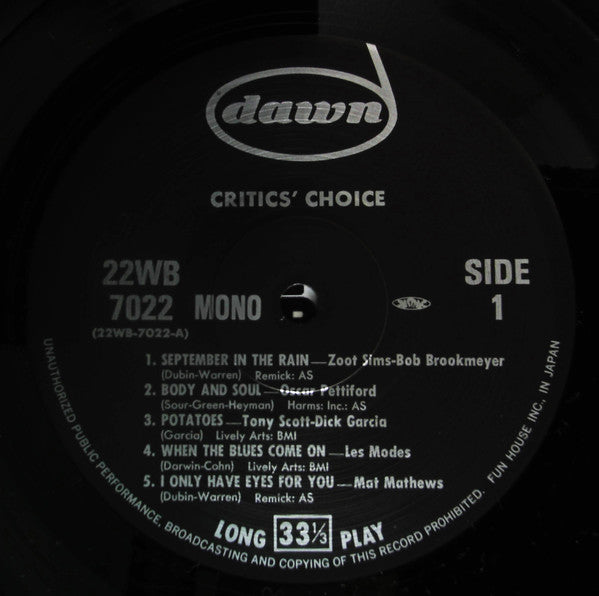 dawn
CRITICS' CHOICE
22WB
7022 MONO
(22WB-7022-A)
SIDE
1
1. SEPTEMBER IN THE RAIN—Zoot Sims-Bob Brookmeyer
(Dubin-Warren) Remick: AS
2. BODY AND SOUL—Oscar Pettiford
(Sour-Green-Heyman) Harms: Inc.: AS
3. POTATOES—Tony Scott-Dick Garcia
(Garcia) Lively Arts: BMI
4. WHEN THE BLUES COME ON—Les Modes
(Darwin-Cohn) Lively Arts: BMI
5. I ONLY HAVE EYES FOR YOU—Mat Mathews
(Dubin-Warren) Remick: AS
LONG 33 1/3 PLAY
UNAUTHORIZED PUBLIC PERFORMANCE, BROADCASTING AND COPYING OF THIS RECORD PROHIBITED. FUN HOUSE INC., IN JAPAN